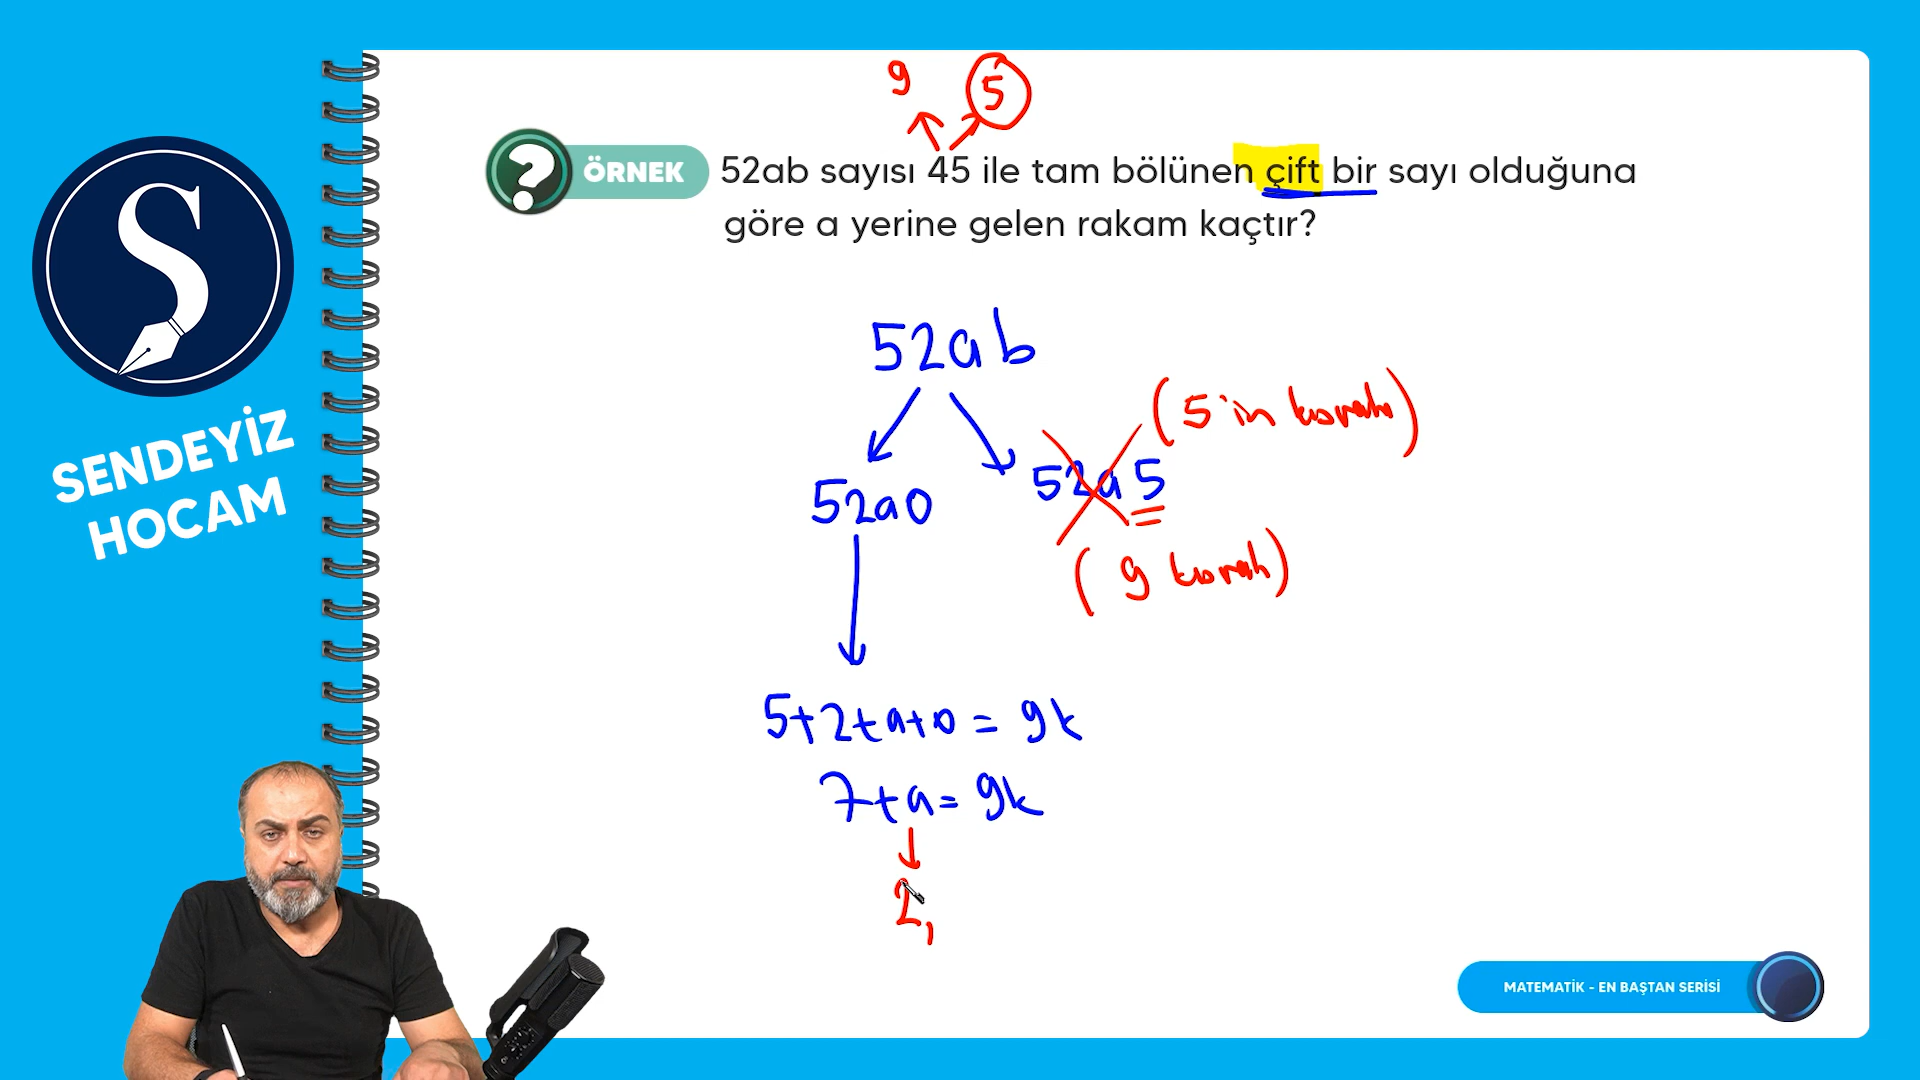 9 5
? ÖRNEK 52ab sayısı 45 ile tam bölünen çift bir sayı olduğuna
göre a yerine gelen rakam kaçtır?
S
SENDEYİZ
HOCAM
52ab
(5'in kuralı)
52a0 52a5
(9 kuralı)
5+2+a+0 = 9k
7+a = 9k
2,
MATEMATİK - EN BAŞTAN SERİSİ